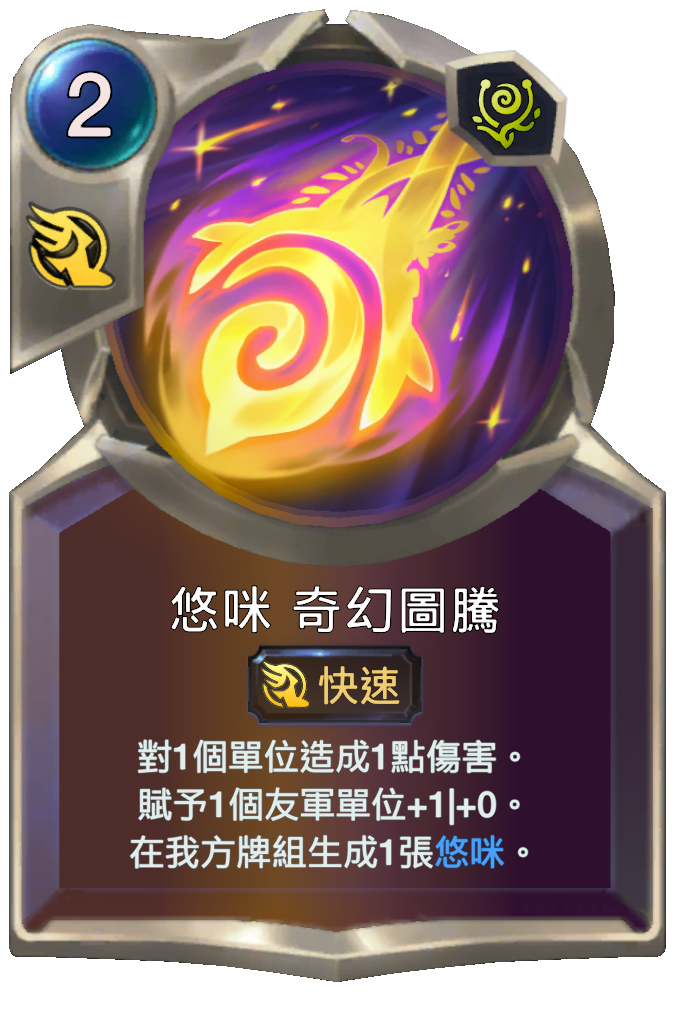 2
悠咪 奇幻圖騰
快速
對1個單位造成1點傷害。
賦予1個友軍單位+1|+0。
在我方牌組生成1張悠咪。